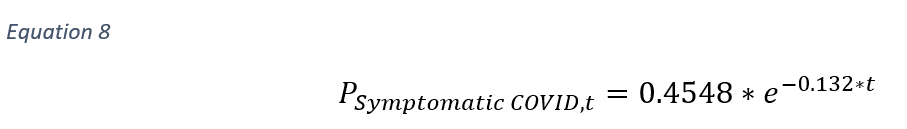 Equation 8
P_{Symptomatic COVID,t} = 0.4548 * e^{-0.132*t}